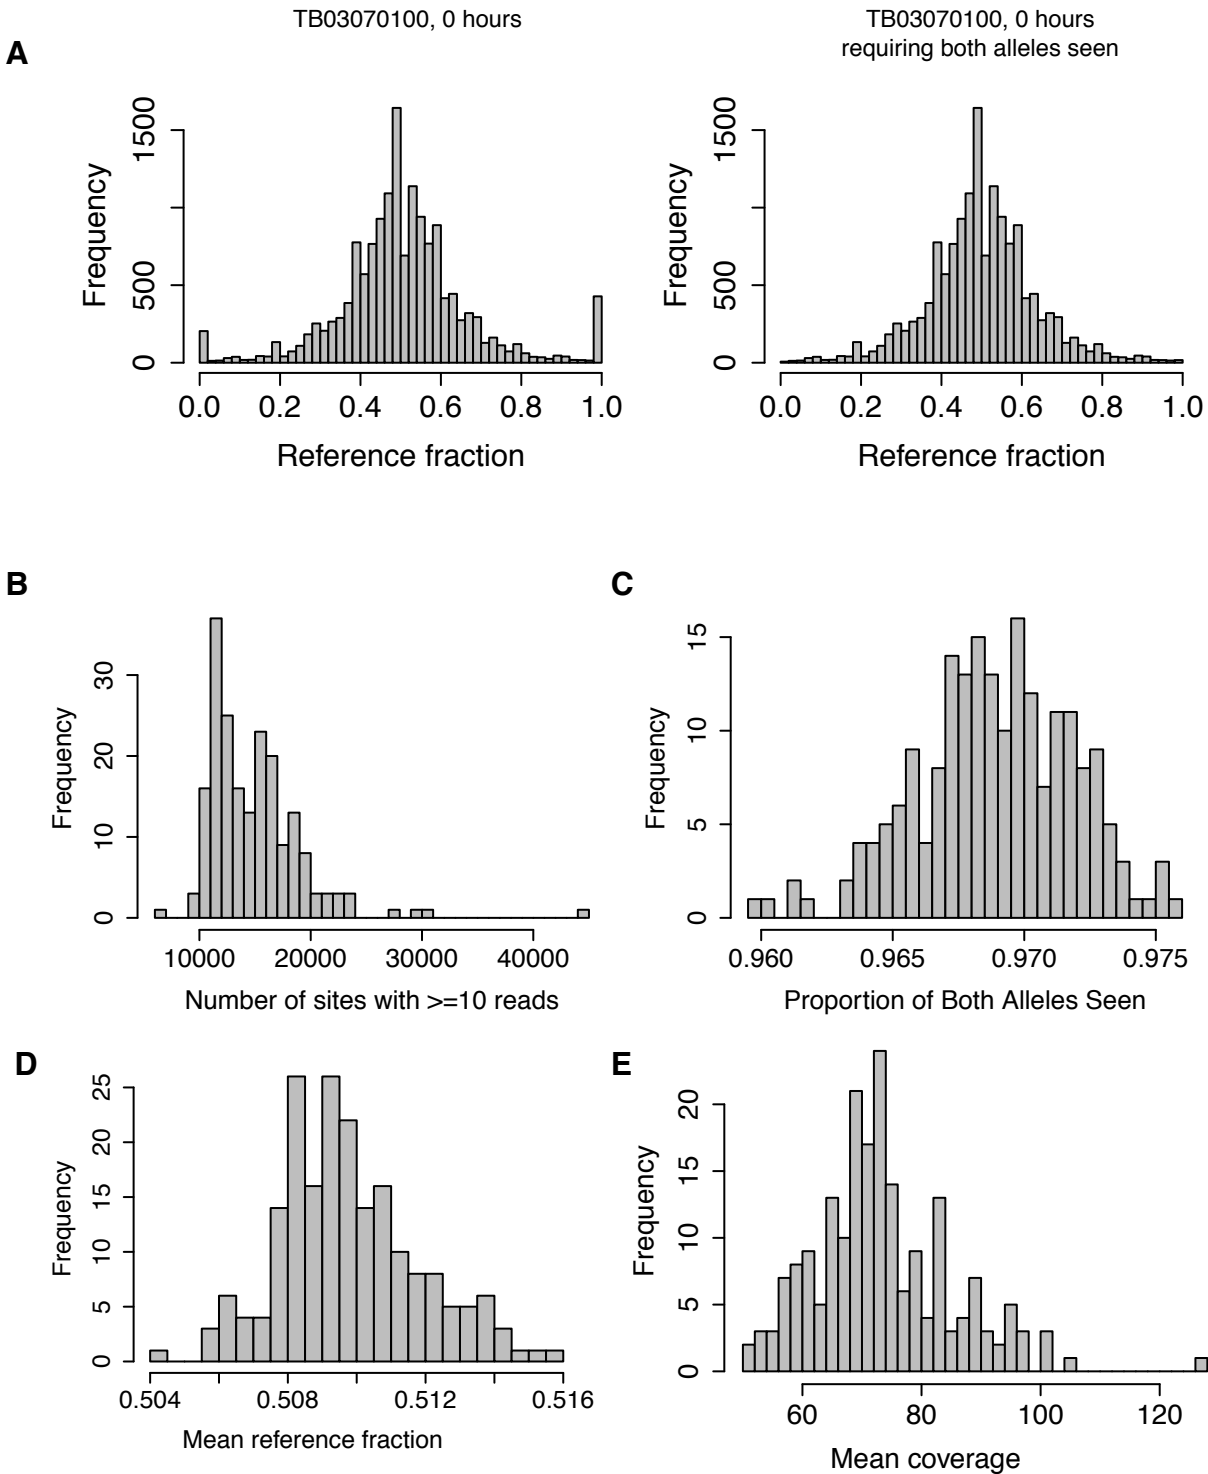 TB03070100, 0 hours
TB03070100, 0 hours
requiring both alleles seen
A
Frequency
0
500
1500
0.0 0.2 0.4 0.6 0.8 1.0
Reference fraction
Frequency
0
500
1500
0.0 0.2 0.4 0.6 0.8 1.0
Reference fraction
B
Frequency
0
10
20
30
10000 20000 30000 40000
Number of sites with >=10 reads
C
Frequency
0
5
10
15
0.960 0.965 0.970 0.975
Proportion of Both Alleles Seen
D
Frequency
0
5
10
15
20
25
0.504 0.508 0.512 0.516
Mean reference fraction
E
Frequency
0
5
10
15
20
60 80 100 120
Mean coverage